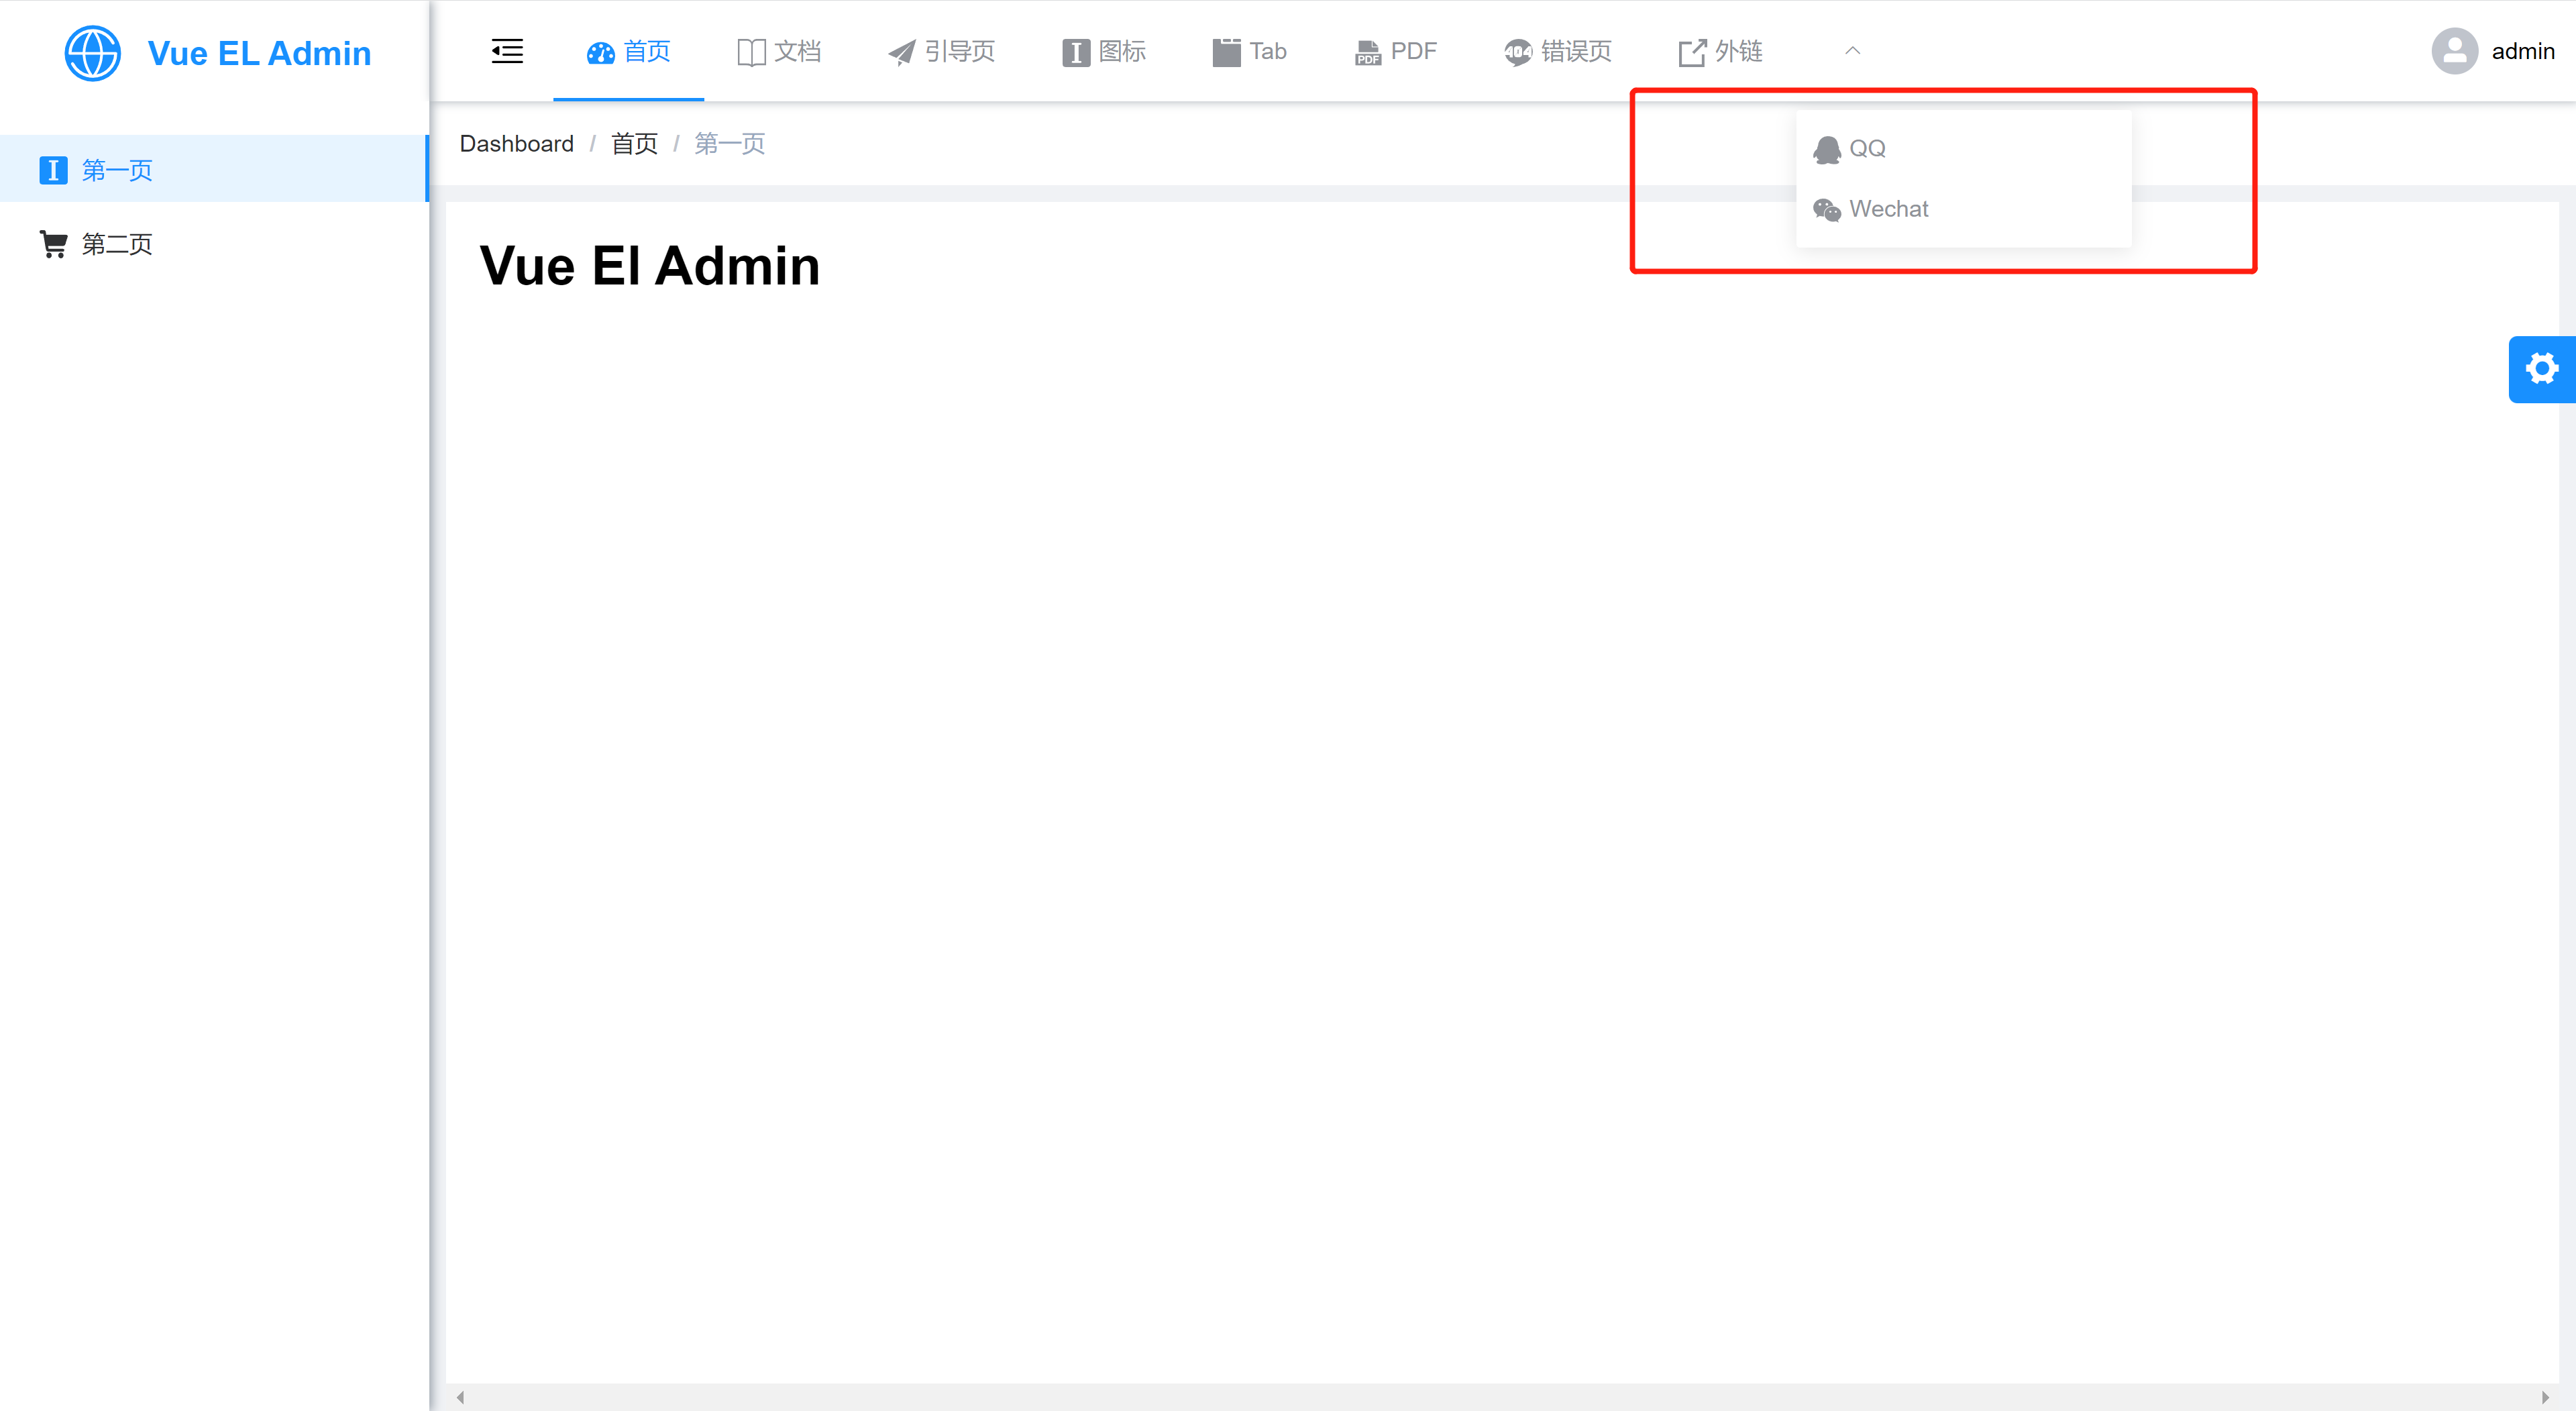 Vue EL Admin
首页 文档 引导页 图标 Tab PDF 404 错误页 外链 admin
Dashboard / 首页 / 第一页
QQ
Wechat
第一页
第二页
Vue El Admin